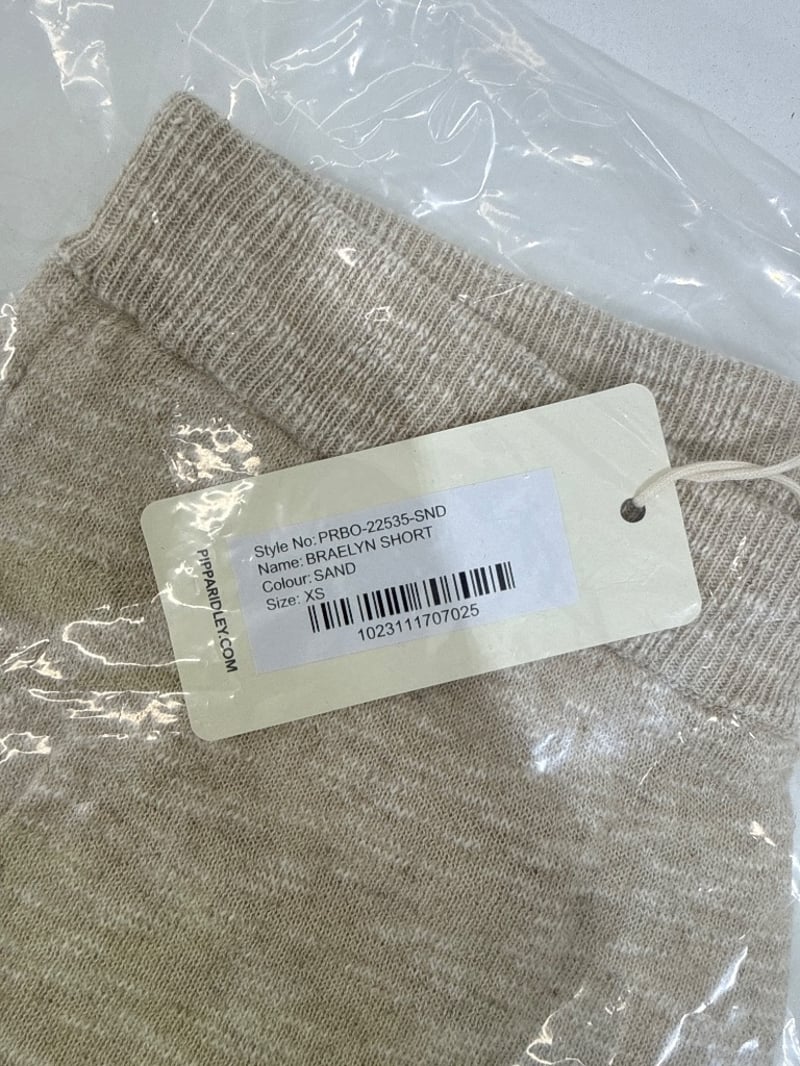 Style No: PRBO-22535-SND
Name: BRAELYN SHORT
Colour: SAND
Size: XS
1023111707025
PIPPARIDLEY.COM